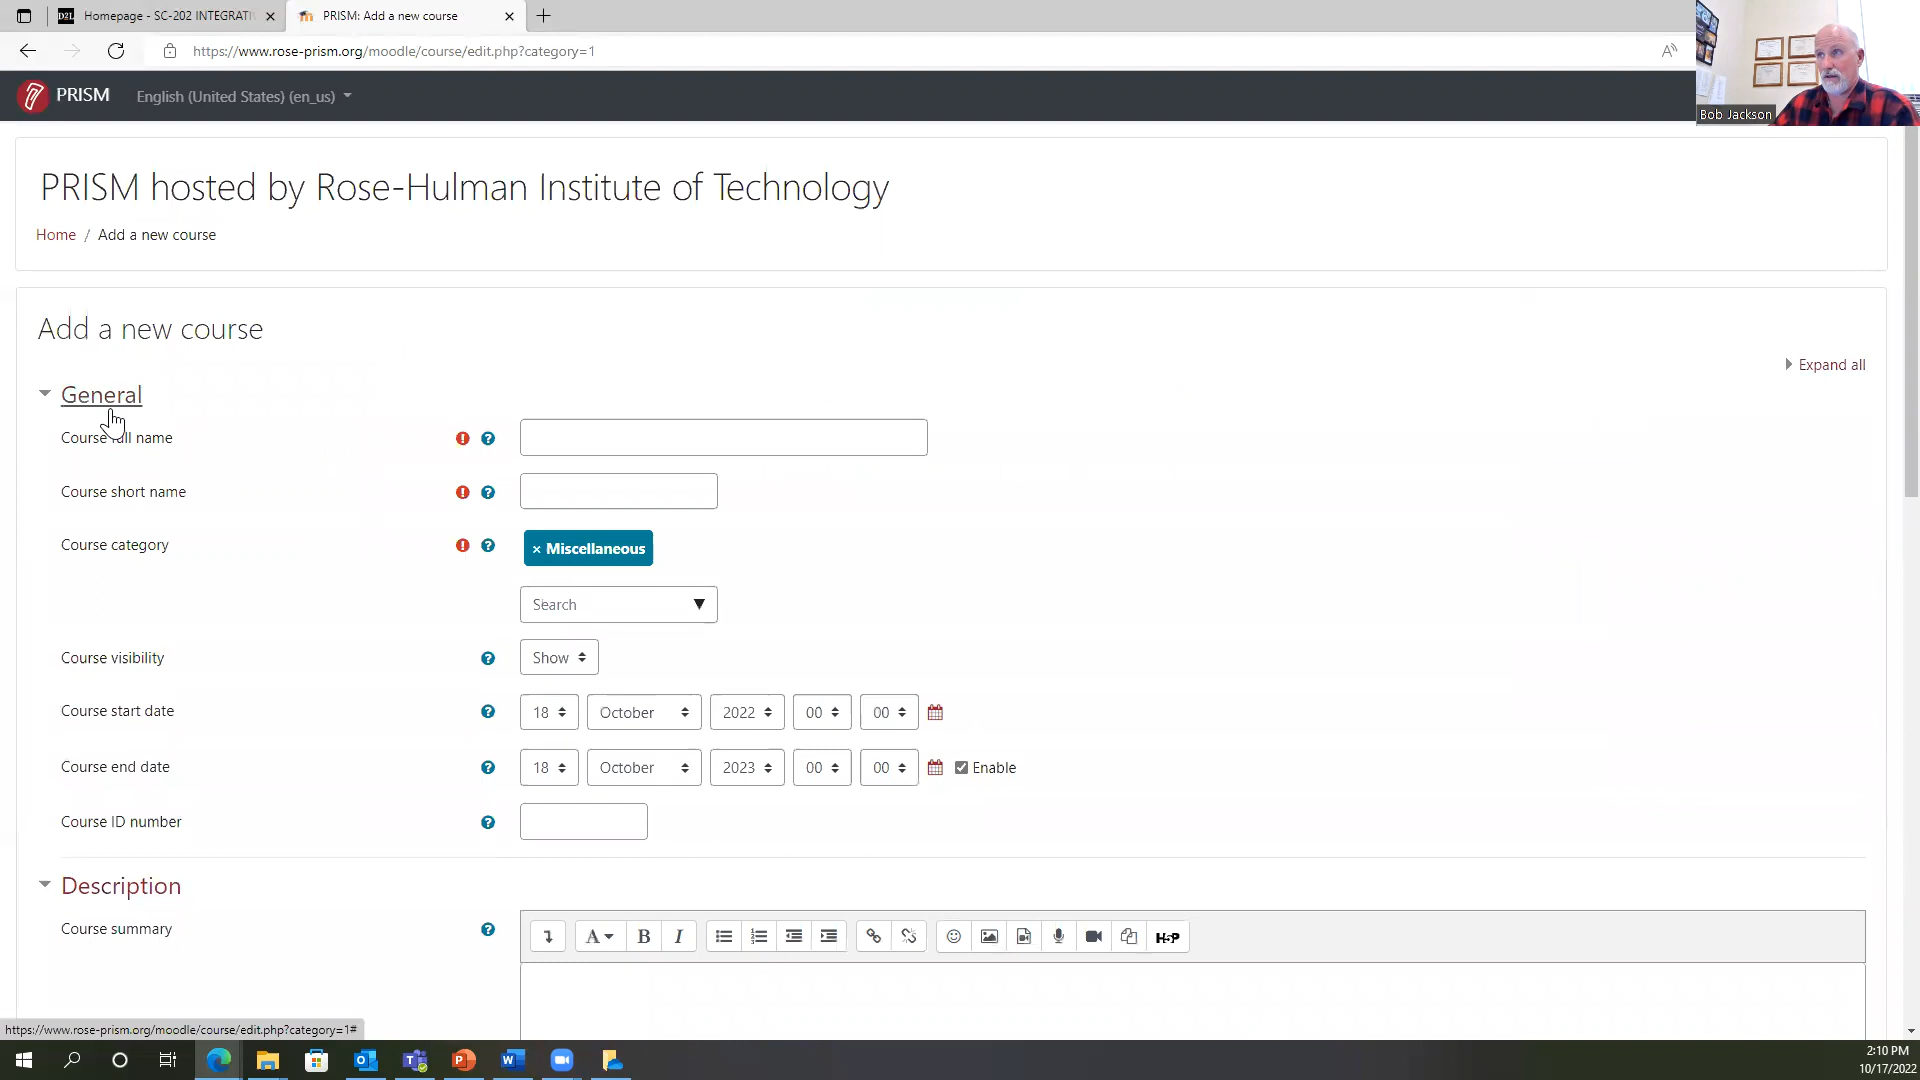 Homepage - SC-202 INTEGRATI
PRISM: Add a new course
https://www.rose-prism.org/moodle/course/edit.php?category=1
PRISM
English (United States) (en_us)
Bob Jackson
PRISM hosted by Rose-Hulman Institute of Technology
Home / Add a new course
Add a new course
Expand all
General
Course full name
Course short name
Course category
× Miscellaneous
Search
Course visibility
Show
Course start date
18 October 2022 00 00
Course end date
18 October 2023 00 00 Enable
Course ID number
Description
Course summary
A B I H-P
https://www.rose-prism.org/moodle/course/edit.php?category=1#
2:10 PM
10/17/2022